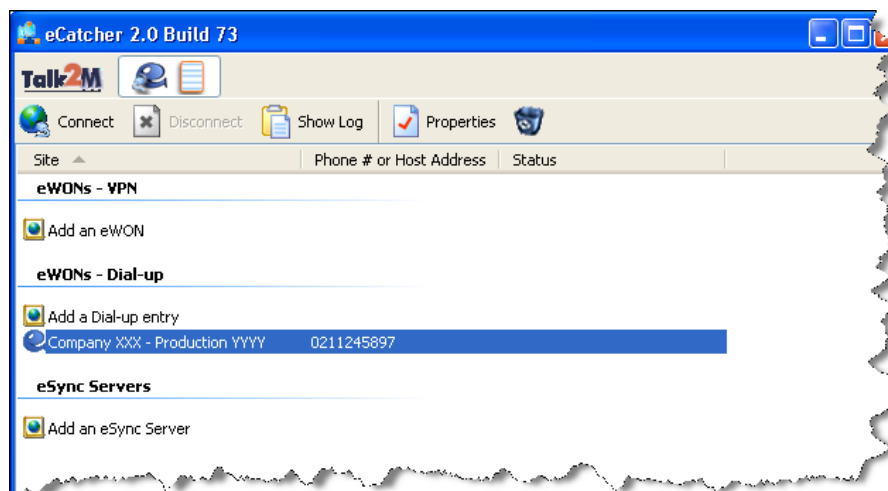 eCatcher 2.0 Build 73
Talk2M
Connect Disconnect Show Log Properties
Site Phone # or Host Address Status
eWONs - VPN
Add an eWON
eWONs - Dial-up
Add a Dial-up entry
Company XXX - Production YYYY 0211245897
eSync Servers
Add an eSync Server